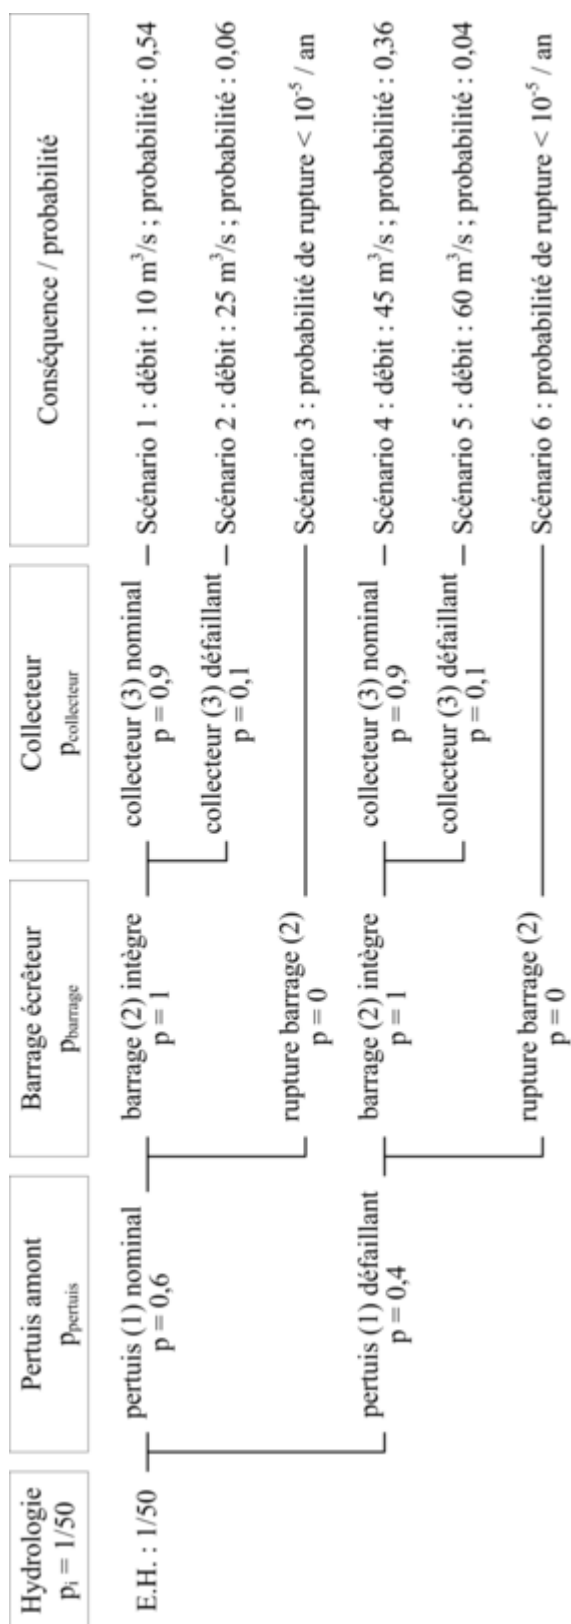 Hydrologie
pi = 1/50
Pertuis amont
ppertuis
Barrage écrêteur
pbarrage
Collecteur
pcollecteur
Conséquence / probabilité
E.H. : 1/50
pertuis (1) nominal
p = 0,6
barrage (2) intègre
p = 1
collecteur (3) nominal
p = 0,9
Scénario 1 : débit : 10 m³/s ; probabilité : 0,54
collecteur (3) défaillant
p = 0,1
Scénario 2 : débit : 25 m³/s ; probabilité : 0,06
rupture barrage (2)
p = 0
Scénario 3 : probabilité de rupture < 10⁻⁵ / an
pertuis (1) défaillant
p = 0,4
barrage (2) intègre
p = 1
collecteur (3) nominal
p = 0,9
Scénario 4 : débit : 45 m³/s ; probabilité : 0,36
collecteur (3) défaillant
p = 0,1
Scénario 5 : débit : 60 m³/s ; probabilité : 0,04
rupture barrage (2)
p = 0
Scénario 6 : probabilité de rupture < 10⁻⁵ / an